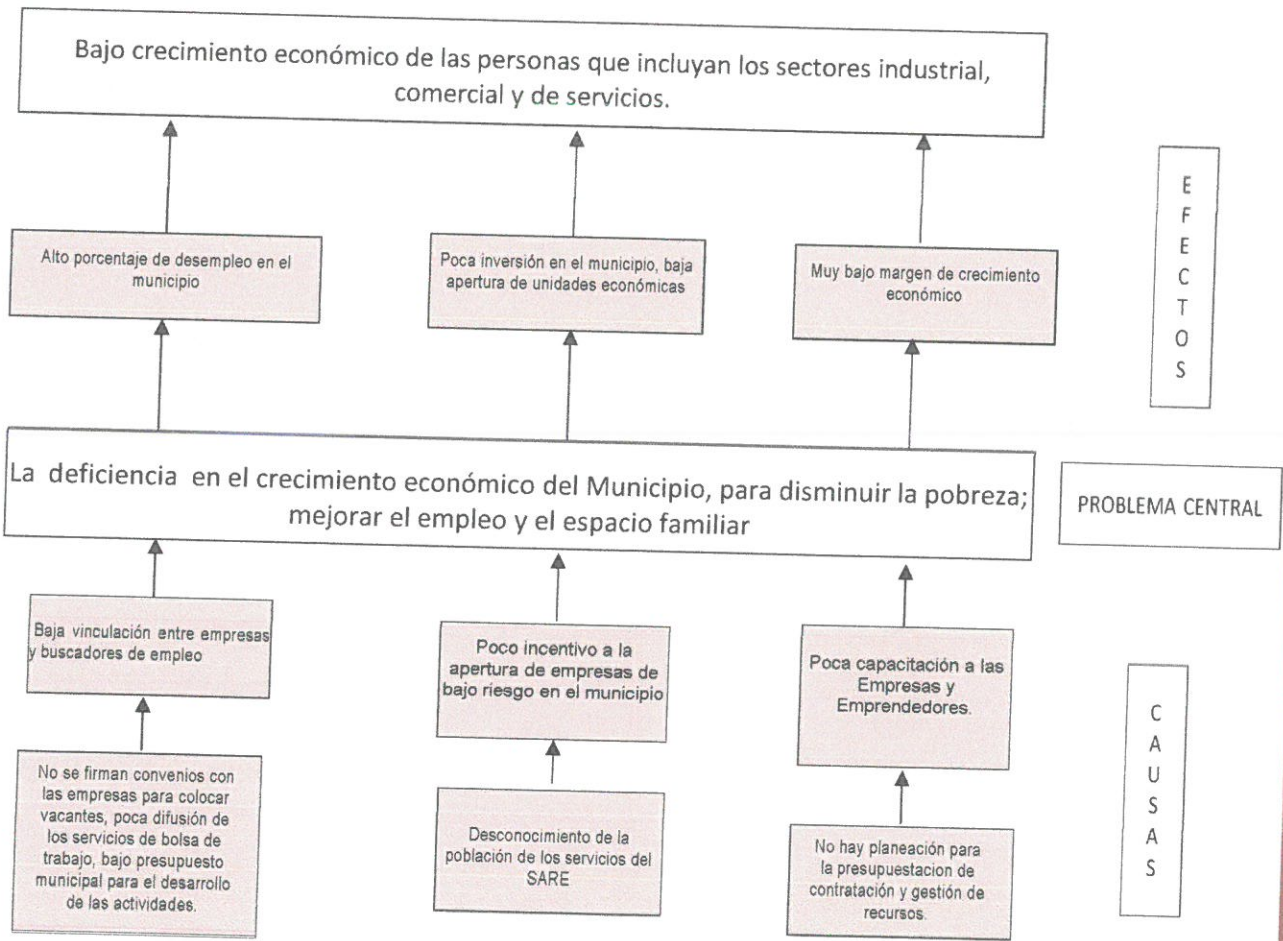 Bajo crecimiento económico de las personas que incluyan los sectores industrial,
comercial y de servicios.
Alto porcentaje de desempleo en el
municipio
Poca inversión en el municipio, baja
apertura de unidades económicas
Muy bajo margen de crecimiento
económico
E
F
E
C
T
O
S
La deficiencia en el crecimiento económico del Municipio, para disminuir la pobreza;
mejorar el empleo y el espacio familiar
PROBLEMA CENTRAL
Baja vinculación entre empresas
y buscadores de empleo
Poco incentivo a la
apertura de empresas de
bajo riesgo en el municipio
Poca capacitación a las
Empresas y
Emprendedores.
No se firman convenios con
las empresas para colocar
vacantes, poca difusión de
los servicios de bolsa de
trabajo, bajo presupuesto
municipal para el desarrollo
de las actividades.
Desconocimiento de la
población de los servicios del
SARE
No hay planeación para
la presupuestacion de
contratación y gestión de
recursos.
C
A
U
S
A
S